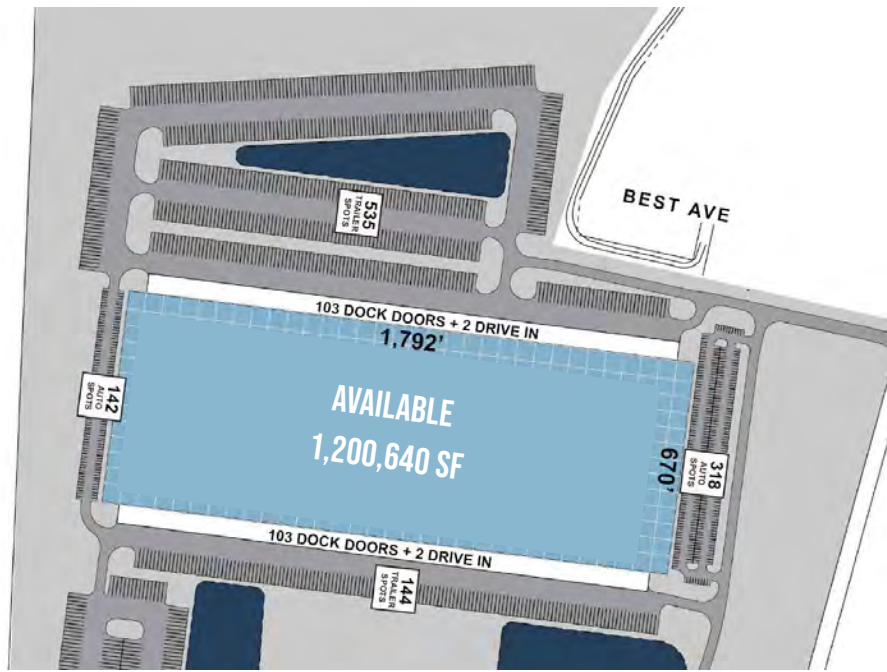 BEST AVE
535
TRAILER
SPOTS
103 DOCK DOORS + 2 DRIVE IN
1,792'
142
AUTO
SPOTS
AVAILABLE
1,200,640 SF
670'
318
AUTO
SPOTS
103 DOCK DOORS + 2 DRIVE IN
144
TRAILER
SPOTS